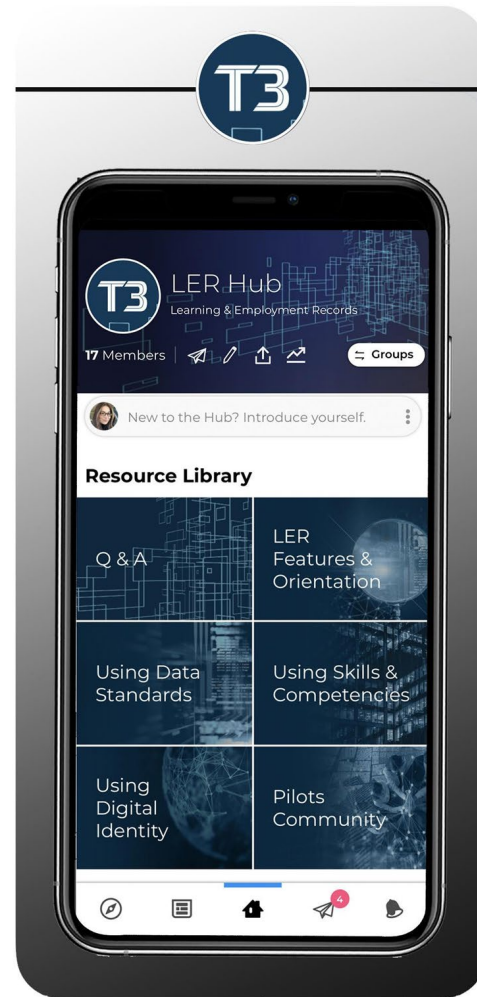 T3
T3
LER Hub
Learning & Employment Records
17 Members
Groups
New to the Hub? Introduce yourself.
Resource Library
Q & A
LER
Features &
Orientation
Using Data
Standards
Using Skills &
Competencies
Using
Digital
Identity
Pilots
Community
4